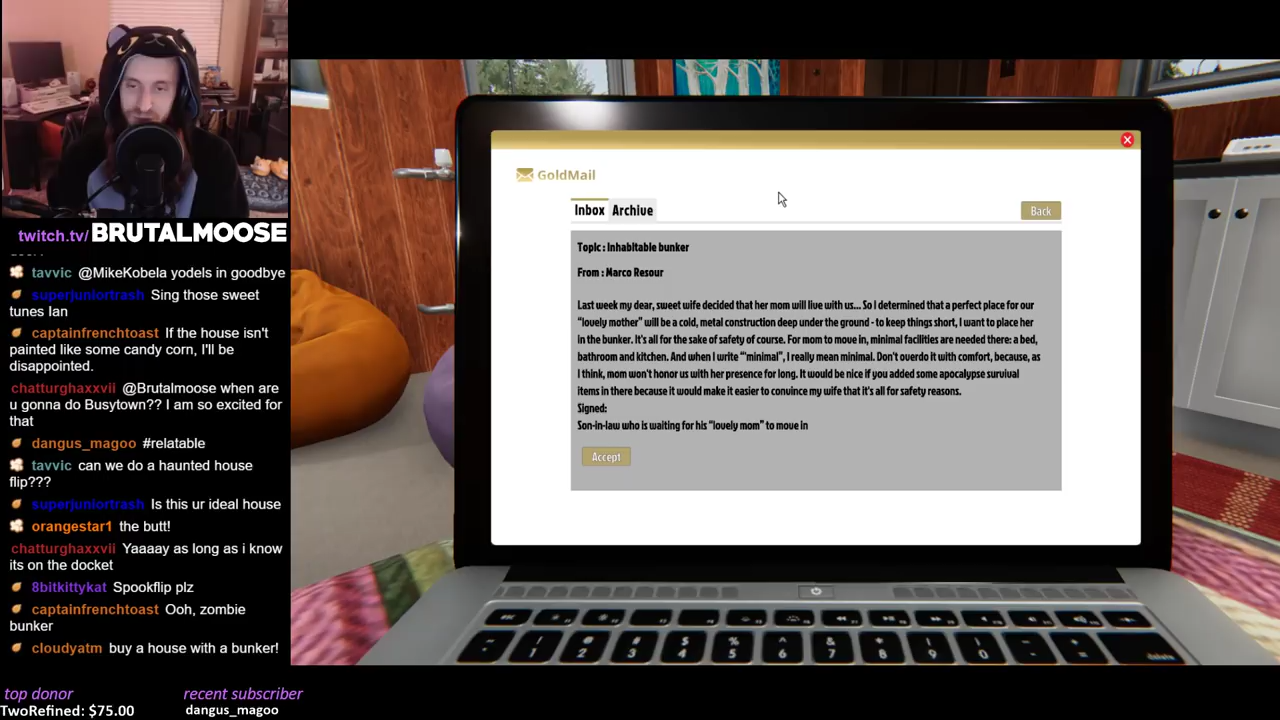 twitch.tv/BRUTALMOOSE
tavvic @MikeKobela yodels in goodbye
superjuniortrash Sing those sweet
tunes Ian
captainfrenchtoast If the house isn't
painted like some candy corn, I'll be
disappointed.
chatturghaxxvii @Brutalmoose when are
u gonna do Busytown?? I am so excited for
that
dangus_magoo #relatable
tavvic can we do a haunted house
flip???
superjuniortrash Is this ur ideal house
orangestar1 the butt!
chatturghaxxvii Yaaaay as long as i know
its on the docket
8bitkittykat Spookflip plz
captainfrenchtoast Ooh, zombie
bunker
cloudyatm buy a house with a bunker!
top donor
TwoRefined: $75.00
recent subscriber
dangus_magoo
GoldMail
Inbox Archive
Back
Topic : Inhabitable bunker
From : Marco Resour
Last week my dear, sweet wife decided that her mom will live with us... So I determined that a perfect place for our
“lovely mother” will be a cold, metal construction deep under the ground - to keep things short, I want to place her
in the bunker. It's all for the sake of safety of course. For mom to move in, minimal facilities are needed there: a bed,
bathroom and kitchen. And when I write “"minimal”, I really mean minimal. Don't overdo it with comfort, because, as
I think, mom won't honor us with her presence for long. It would be nice if you added some apocalypse survival
items in there because it would make it easier to convince my wife that it's all for safety reasons.
Signed:
Son-in-law who is waiting for his “lovely mom” to move in
Accept
esc
! @ # $ % ^ & * ( )
1 2 3 4 5 6 7 8 9 0